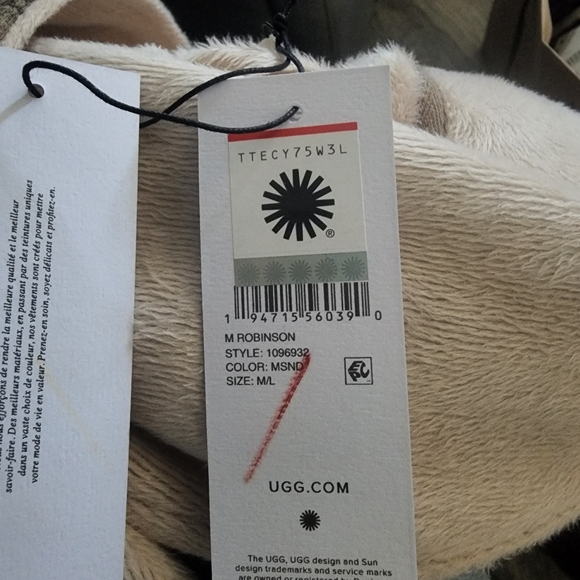 TTECY75W3L
®
1 94715 56039 0
M ROBINSON
STYLE: 1096932
COLOR: MSND
SIZE: M/L
UGG.COM
The UGG, UGG design and Sun
design trademarks and service marks
are owned or registered by
nous efforçons de rendre la meilleure qualité et le meilleur
savoir-faire. Des meilleurs matériaux, en passant par des teintures uniques
dans un vaste choix de couleur, nos vêtements sont créés pour mettre
votre mode de vie en valeur. Prenez-en soin, soyez délicats et profitez-en.